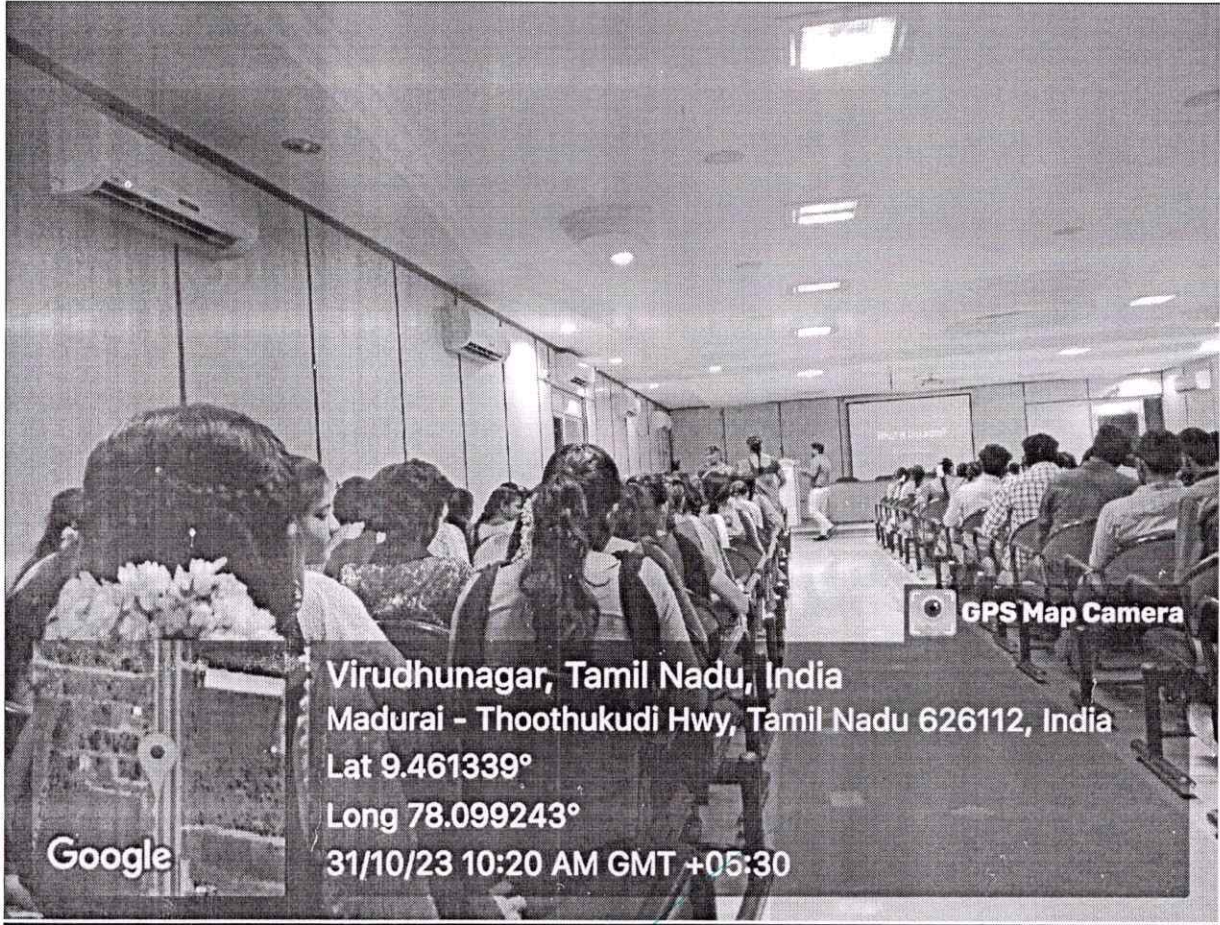 GPS Map Camera
Virudhunagar, Tamil Nadu, India
Madurai - Thoothukudi Hwy, Tamil Nadu 626112, India
Lat 9.461339°
Long 78.099243°
31/10/23 10:20 AM GMT +05:30
Google